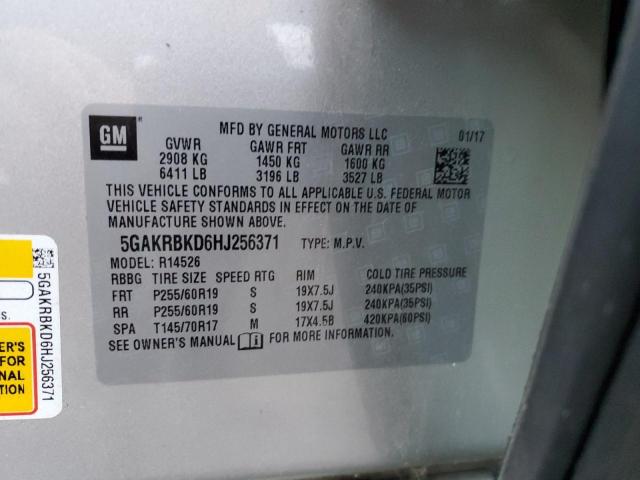 GM
MFD BY GENERAL MOTORS LLC 01/17
GVWR GAWR FRT GAWR RR
2908 KG 1450 KG 1600 KG
6411 LB 3196 LB 3527 LB
THIS VEHICLE CONFORMS TO ALL APPLICABLE U.S. FEDERAL MOTOR
VEHICLE SAFETY STANDARDS IN EFFECT ON THE DATE OF
MANUFACTURE SHOWN ABOVE.
5GAKRBKD6HJ256371 TYPE: M.P.V.
MODEL: R14526
RBBG TIRE SIZE SPEED RTG RIM COLD TIRE PRESSURE
FRT P255/60R19 S 19X7.5J 240KPA(35PSI)
RR P255/60R19 S 19X7.5J 240KPA(35PSI)
SPA T145/70R17 M 17X4.5B 420KPA(60PSI)
SEE OWNER'S MANUAL FOR MORE INFORMATION.
5GAKRBKD6HJ256371
ER'S
FOR
NAL
TION